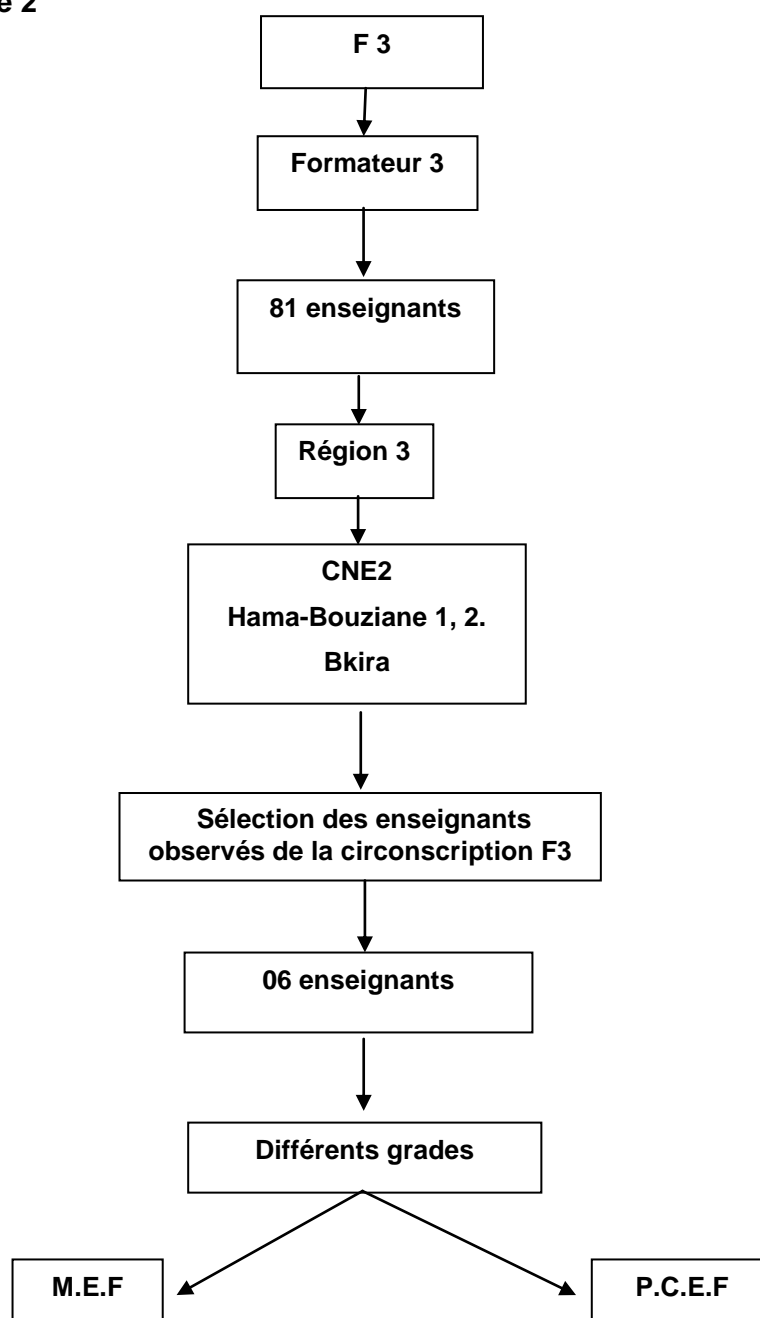 e 2
F 3
Formateur 3
81 enseignants
Région 3
CNE2
Hama-Bouziane 1, 2.
Bkira
Sélection des enseignants
observés de la circonscription F3
06 enseignants
Différents grades
M.E.F
P.C.E.F